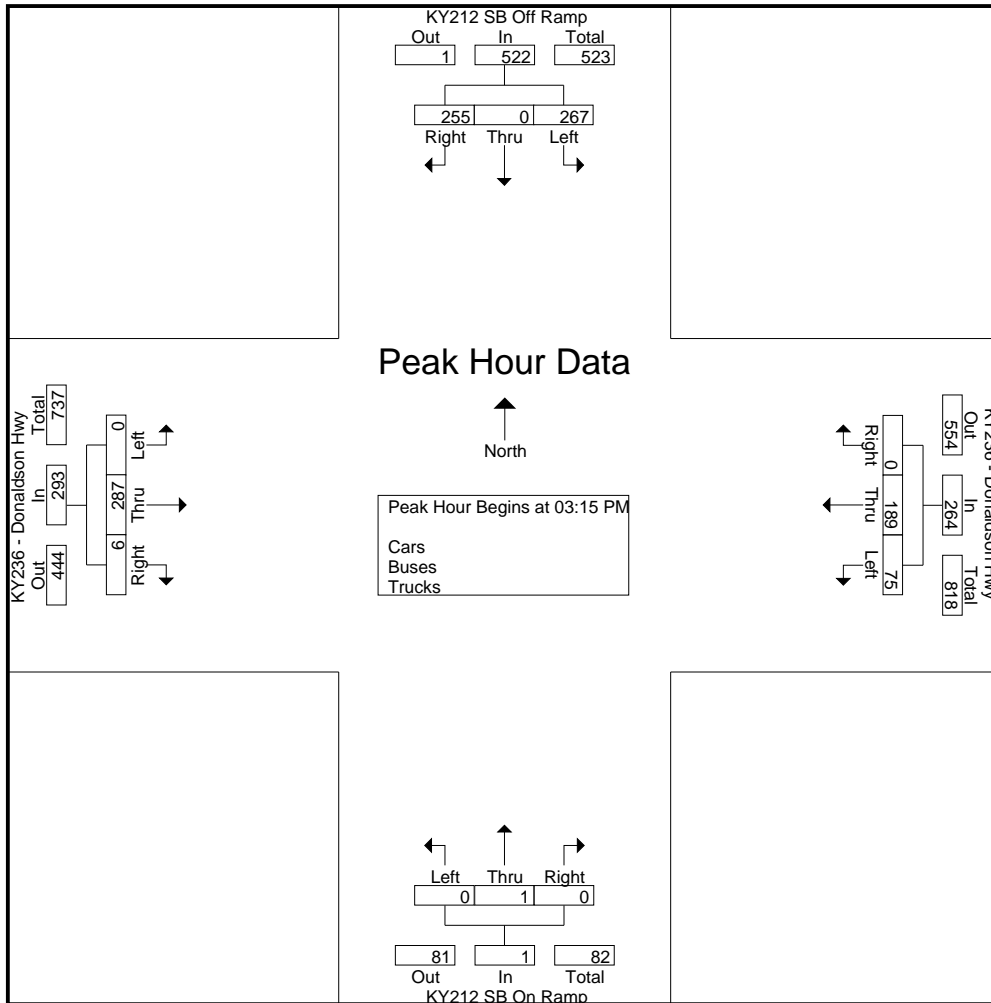 KY212 SB Off Ramp
Out In Total
1 522 523
255 0 267
Right Thru Left
Peak Hour Data
North
Peak Hour Begins at 03:15 PM
Cars
Buses
Trucks
KY236 - Donaldson Hwy
Out In Total
444 293 737
Left Thru Right
0 287 6
KY236 - Donaldson Hwy
Out In Total
554 264 818
Right Thru Left
0 189 75
Left Thru Right
0 1 0
81 1 82
Out In Total
KY212 SB On Ramp